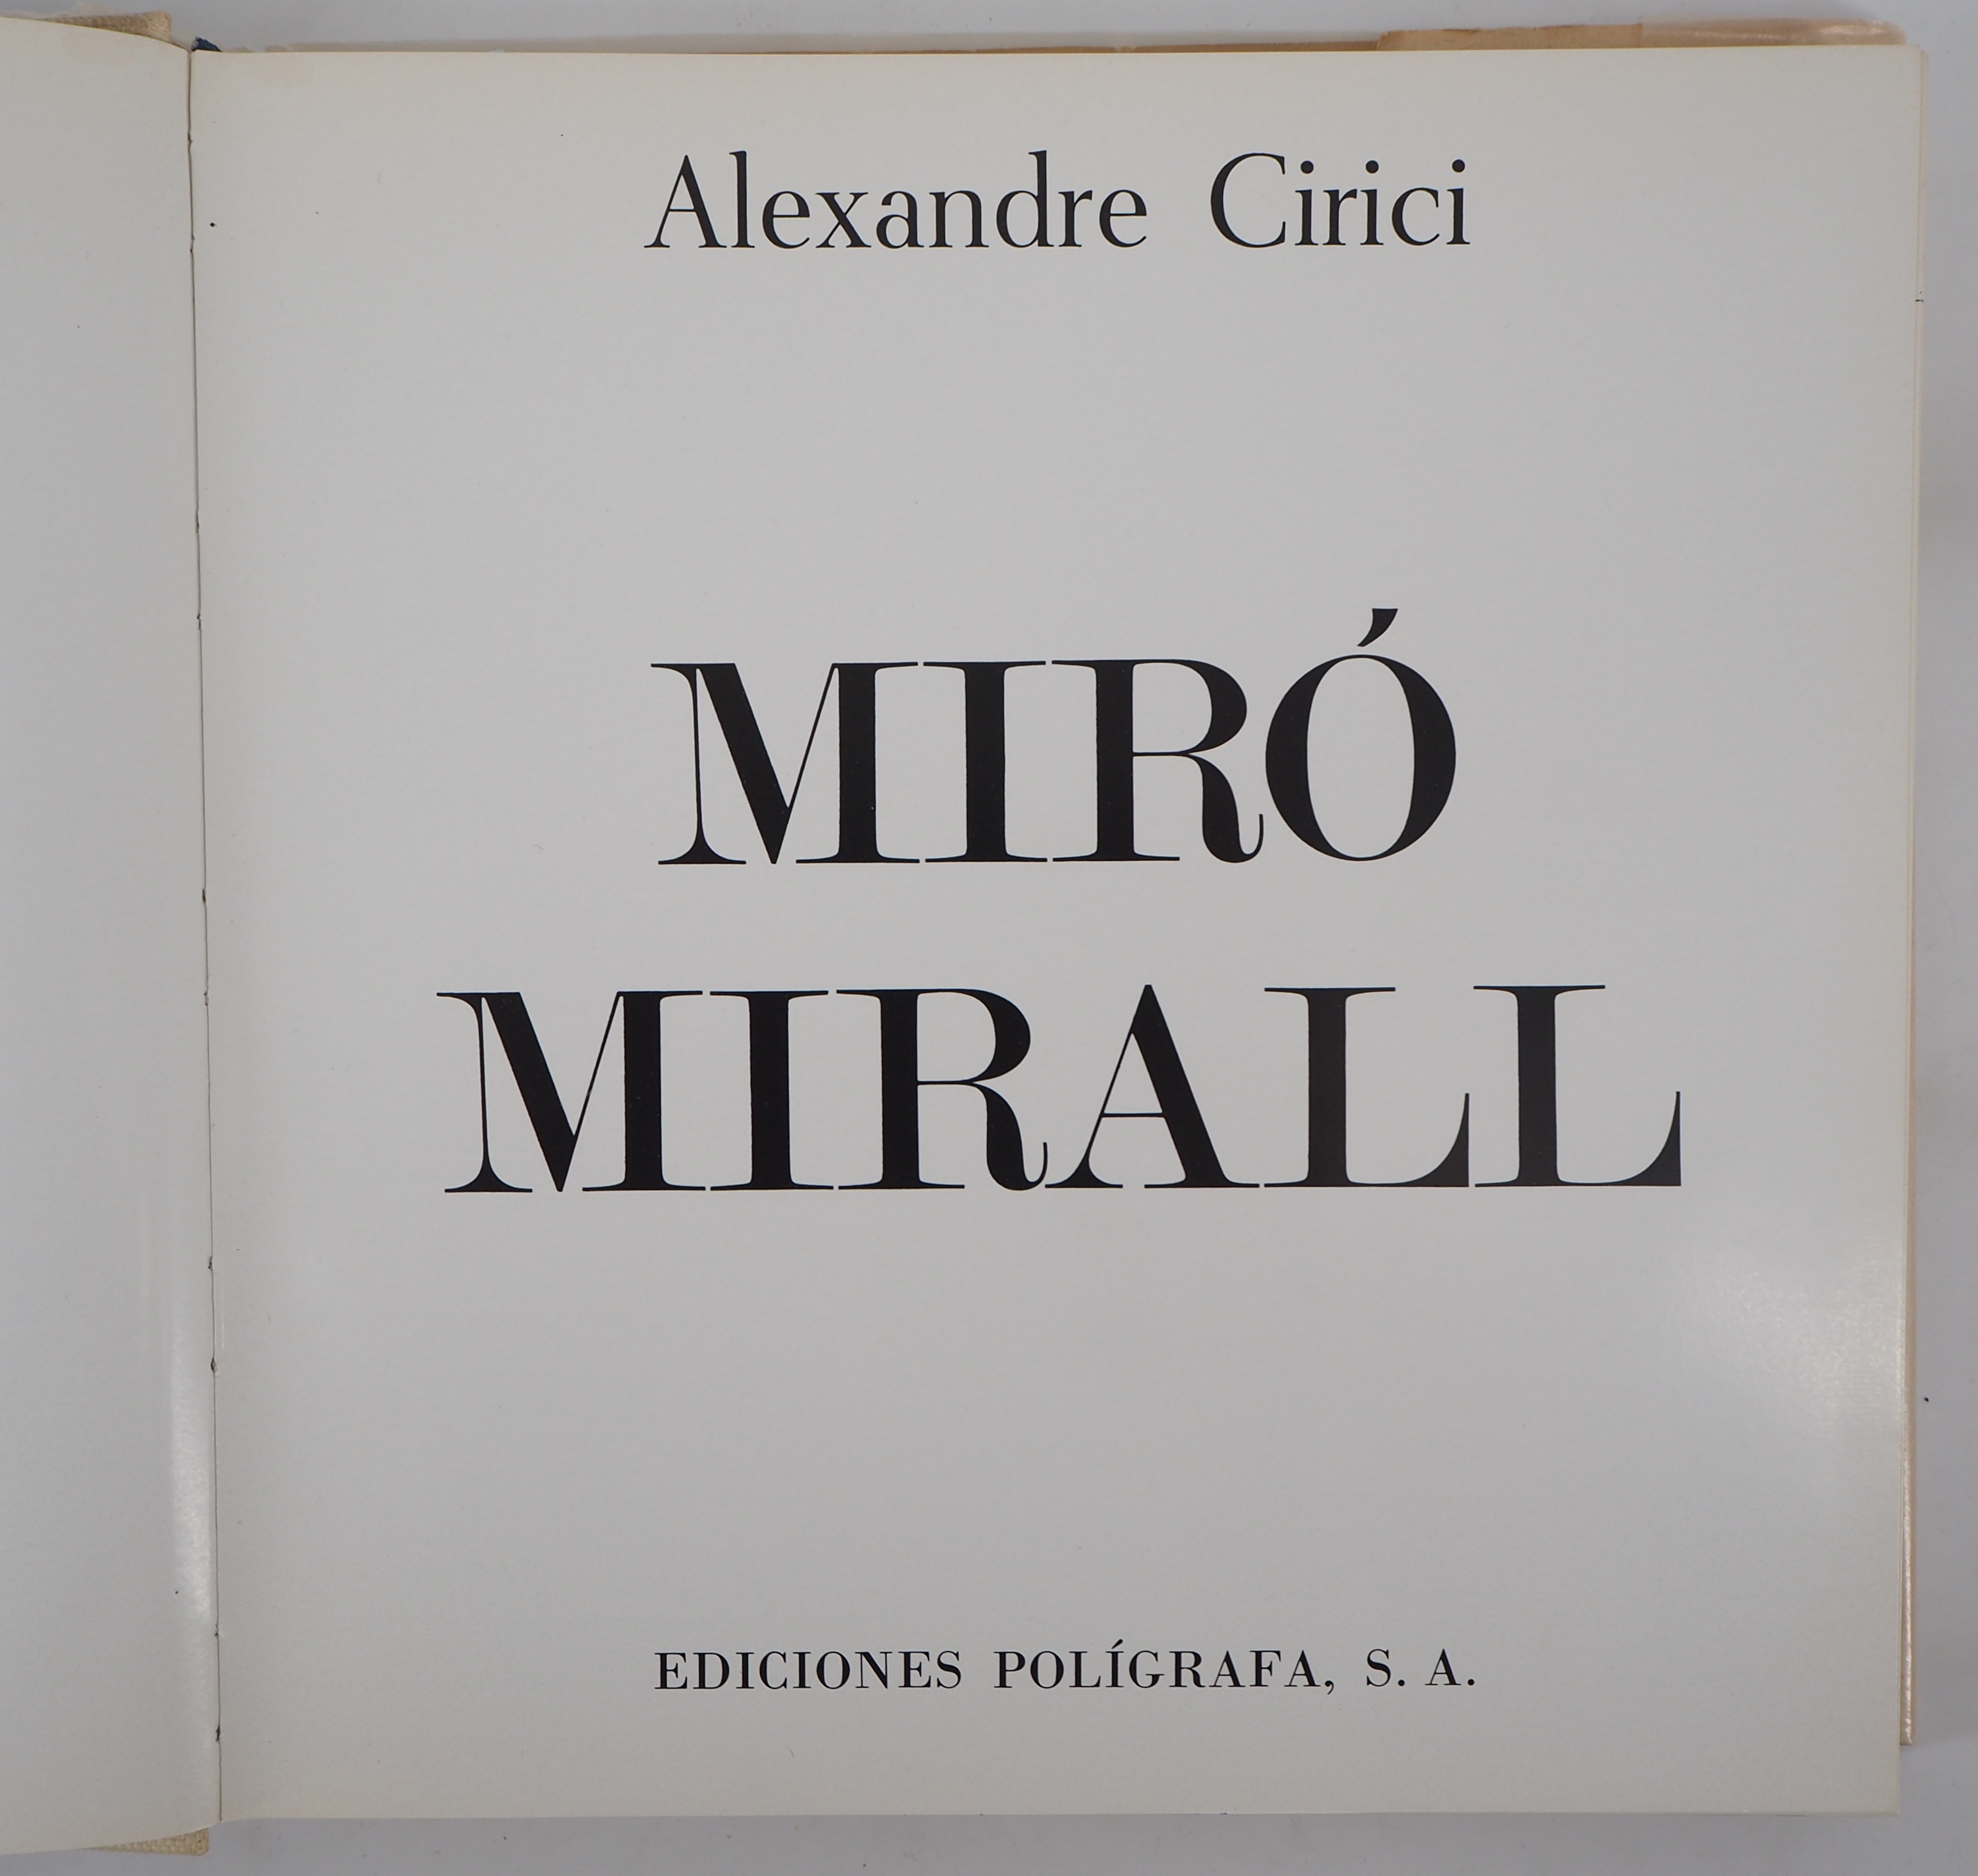 Alexandre Cirici
MIRÓ
MIRALL
EDICIONES POLÍGRAFA, S. A.